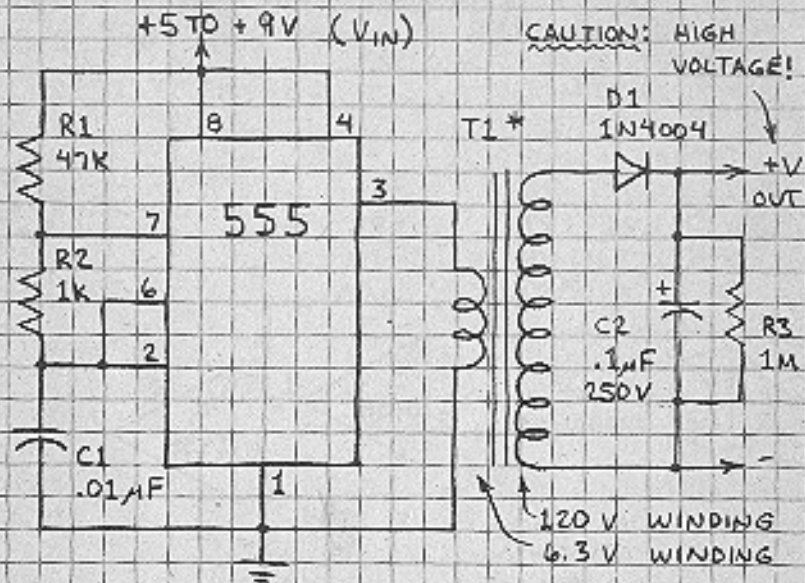 +5 TO +9V (VIN)
CAUTION: HIGH
VOLTAGE!
D1
1N4004
T1 *
+V
OUT
R1
47K
8
4
3
7
555
R2
1K
6
2
C1
.01µF
1
C2
.1µF
250V
+
R3
1M
-
120 V WINDING
6.3 V WINDING